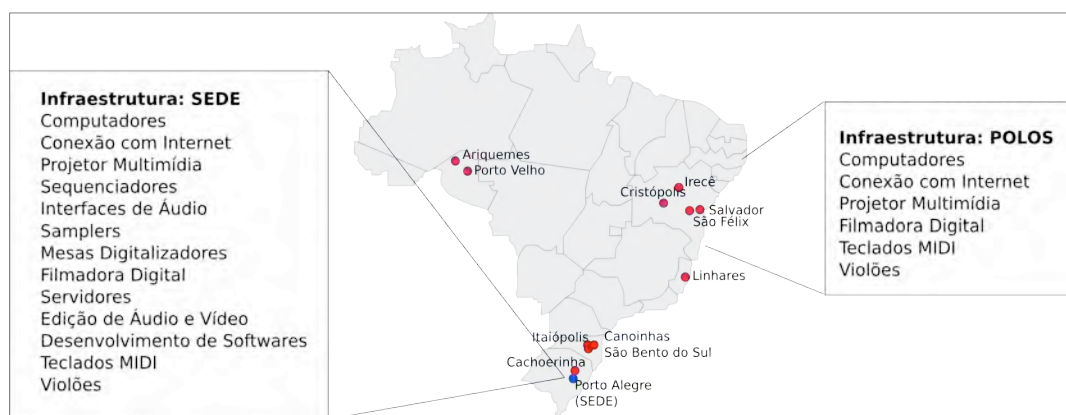 Infraestrutura: SEDE
Computadores
Conexão com Internet
Projetor Multimídia
Sequenciadores
Interfaces de Áudio
Samplers
Mesas Digitalizadores
Filmadora Digital
Servidores
Edição de Áudio e Vídeo
Desenvolvimento de Softwares
Teclados MIDI
Violões
Ariquemes
Porto Velho
Irecê
Cristópolis
Salvador
São Félix
Linhares
Itaiópolis
Canoinhas
São Bento do Sul
Cachoerinha
Porto Alegre
(SEDE)
Infraestrutura: POLOS
Computadores
Conexão com Internet
Projetor Multimídia
Filmadora Digital
Teclados MIDI
Violões